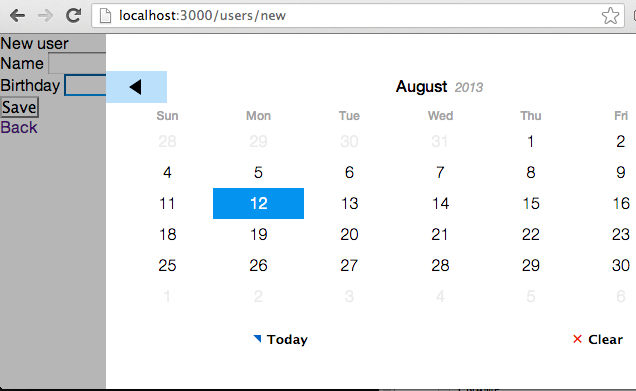 localhost:3000/users/new
New user
Name
Birthday
Save
Back
August 2013
Sun Mon Tue Wed Thu Fri
28 29 30 31 1 2
4 5 6 7 8 9
11 12 13 14 15 16
18 19 20 21 22 23
25 26 27 28 29 30
1 2 3 4 5 6
Today Clear